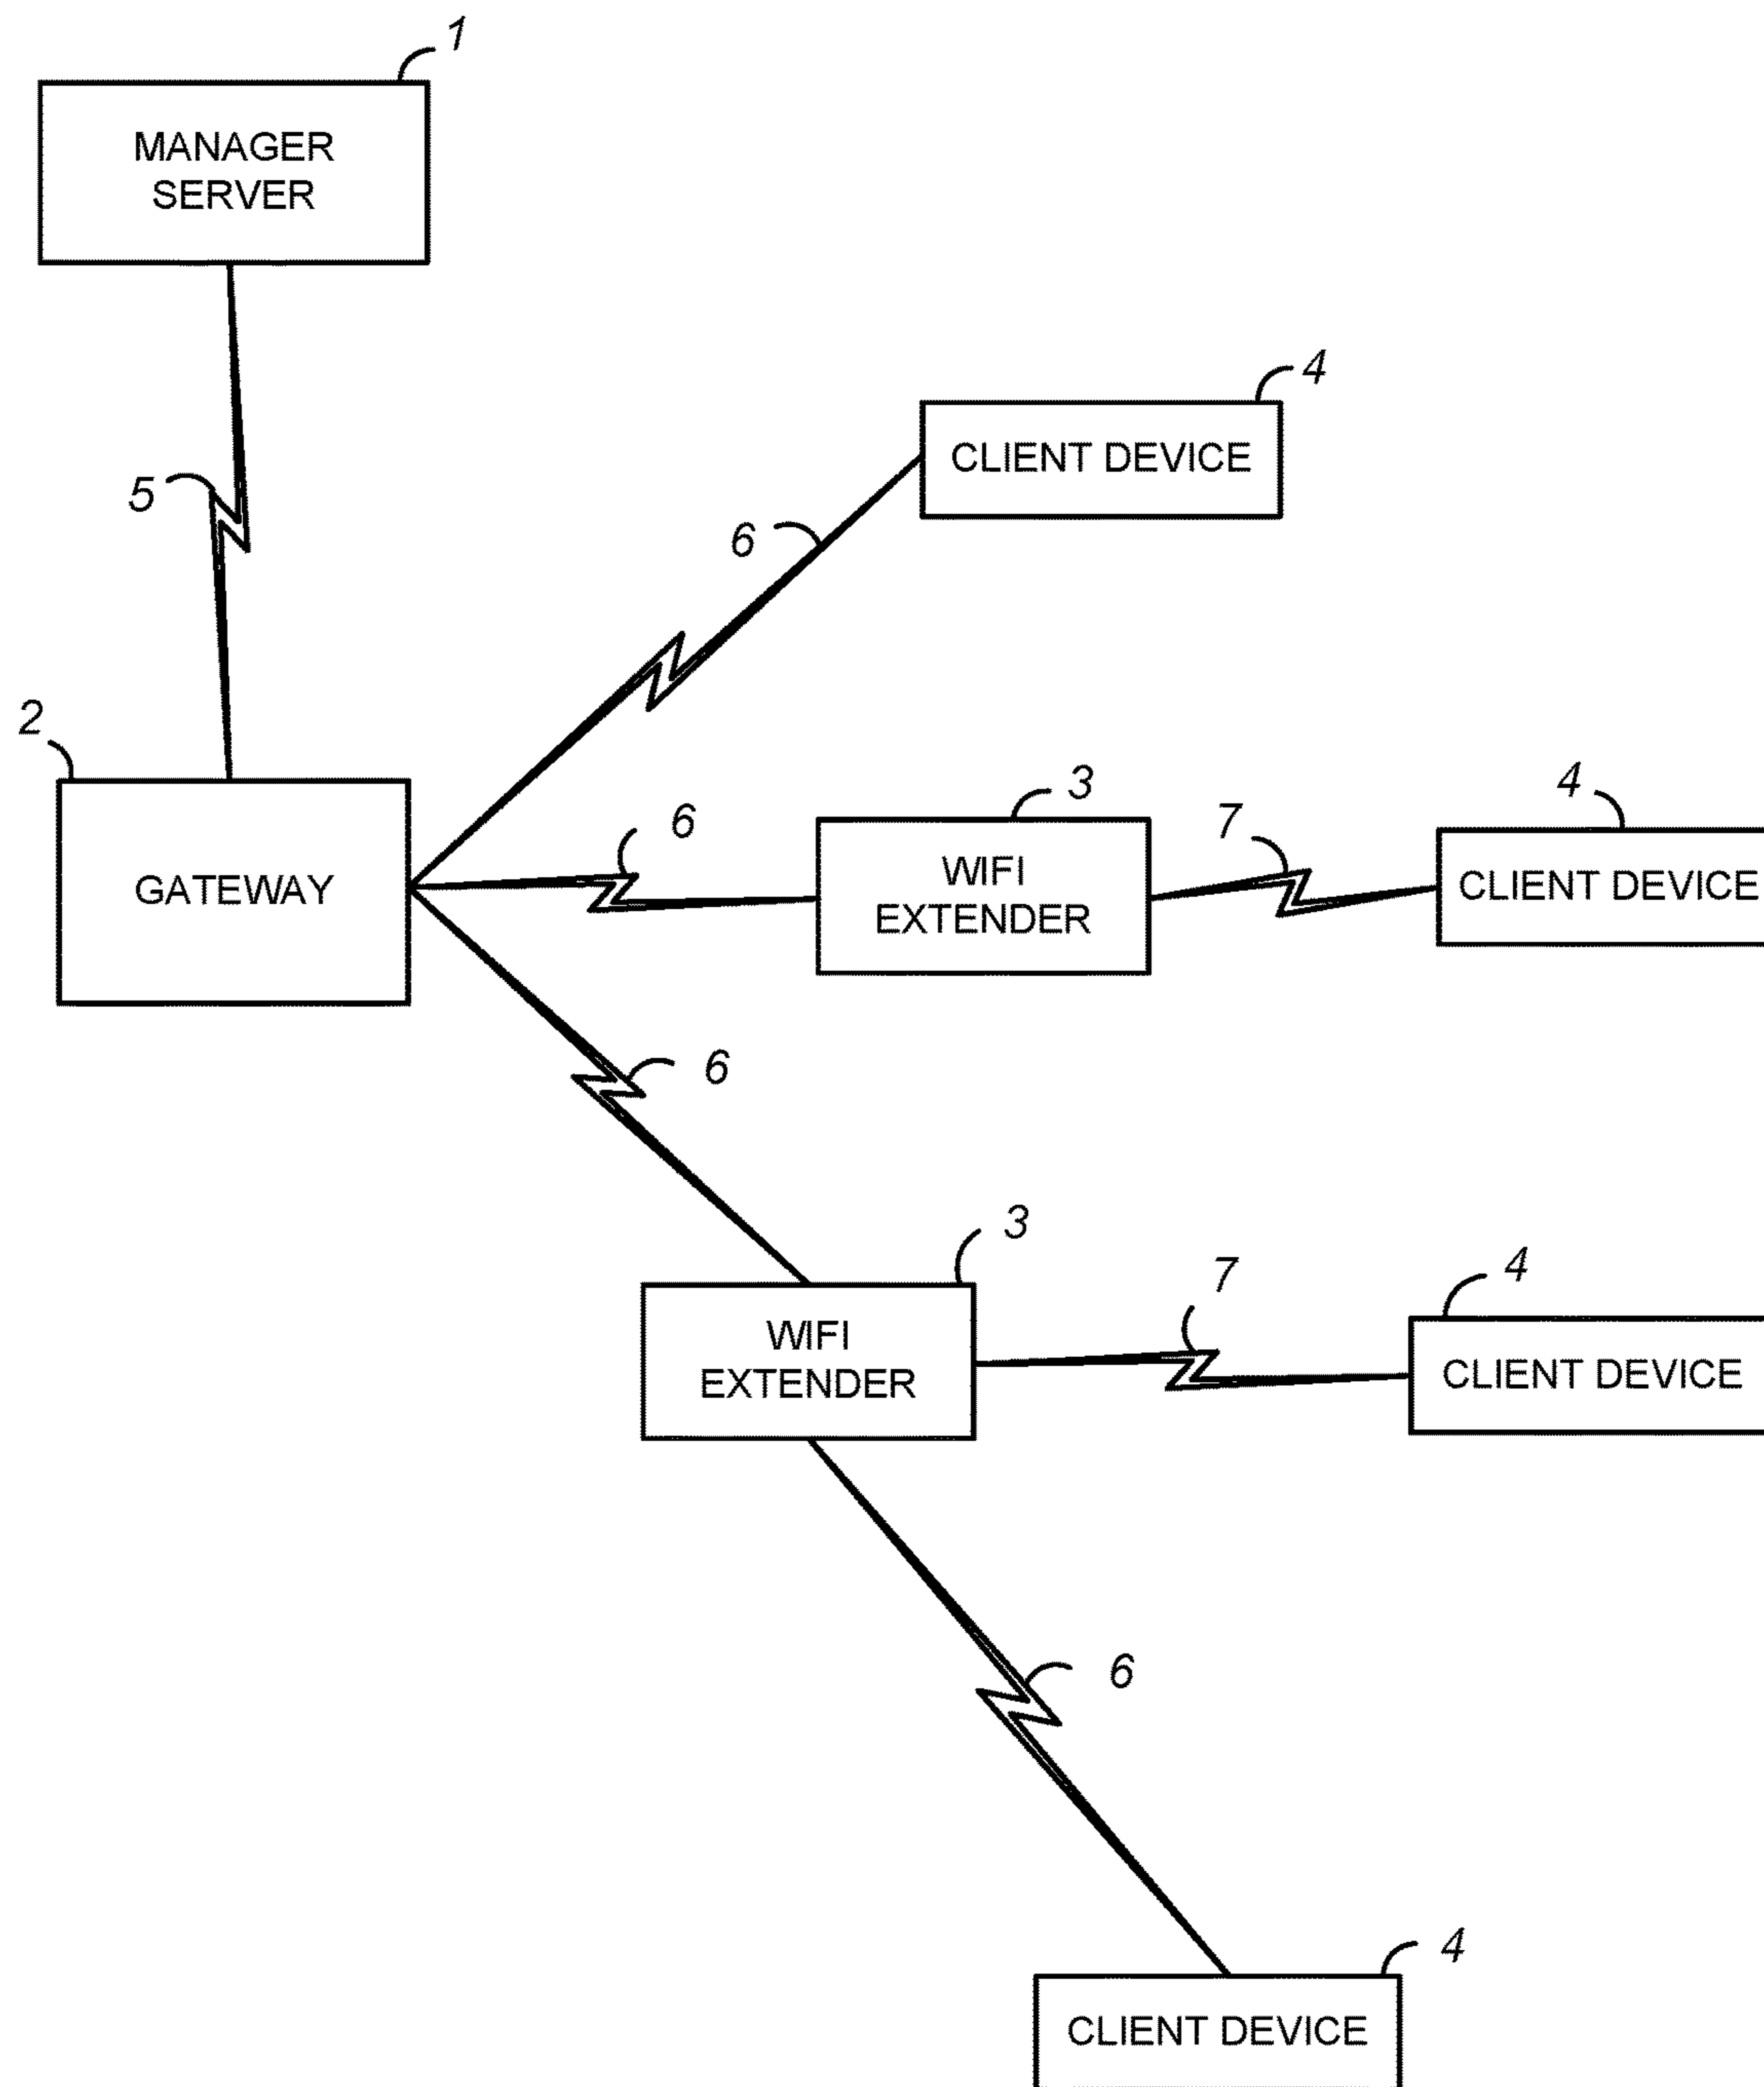 1
MANAGER
SERVER
5
4
CLIENT DEVICE
6
2
GATEWAY
6
3
WIFI
EXTENDER
7
4
CLIENT DEVICE
6
3
WIFI
EXTENDER
7
4
CLIENT DEVICE
6
4
CLIENT DEVICE